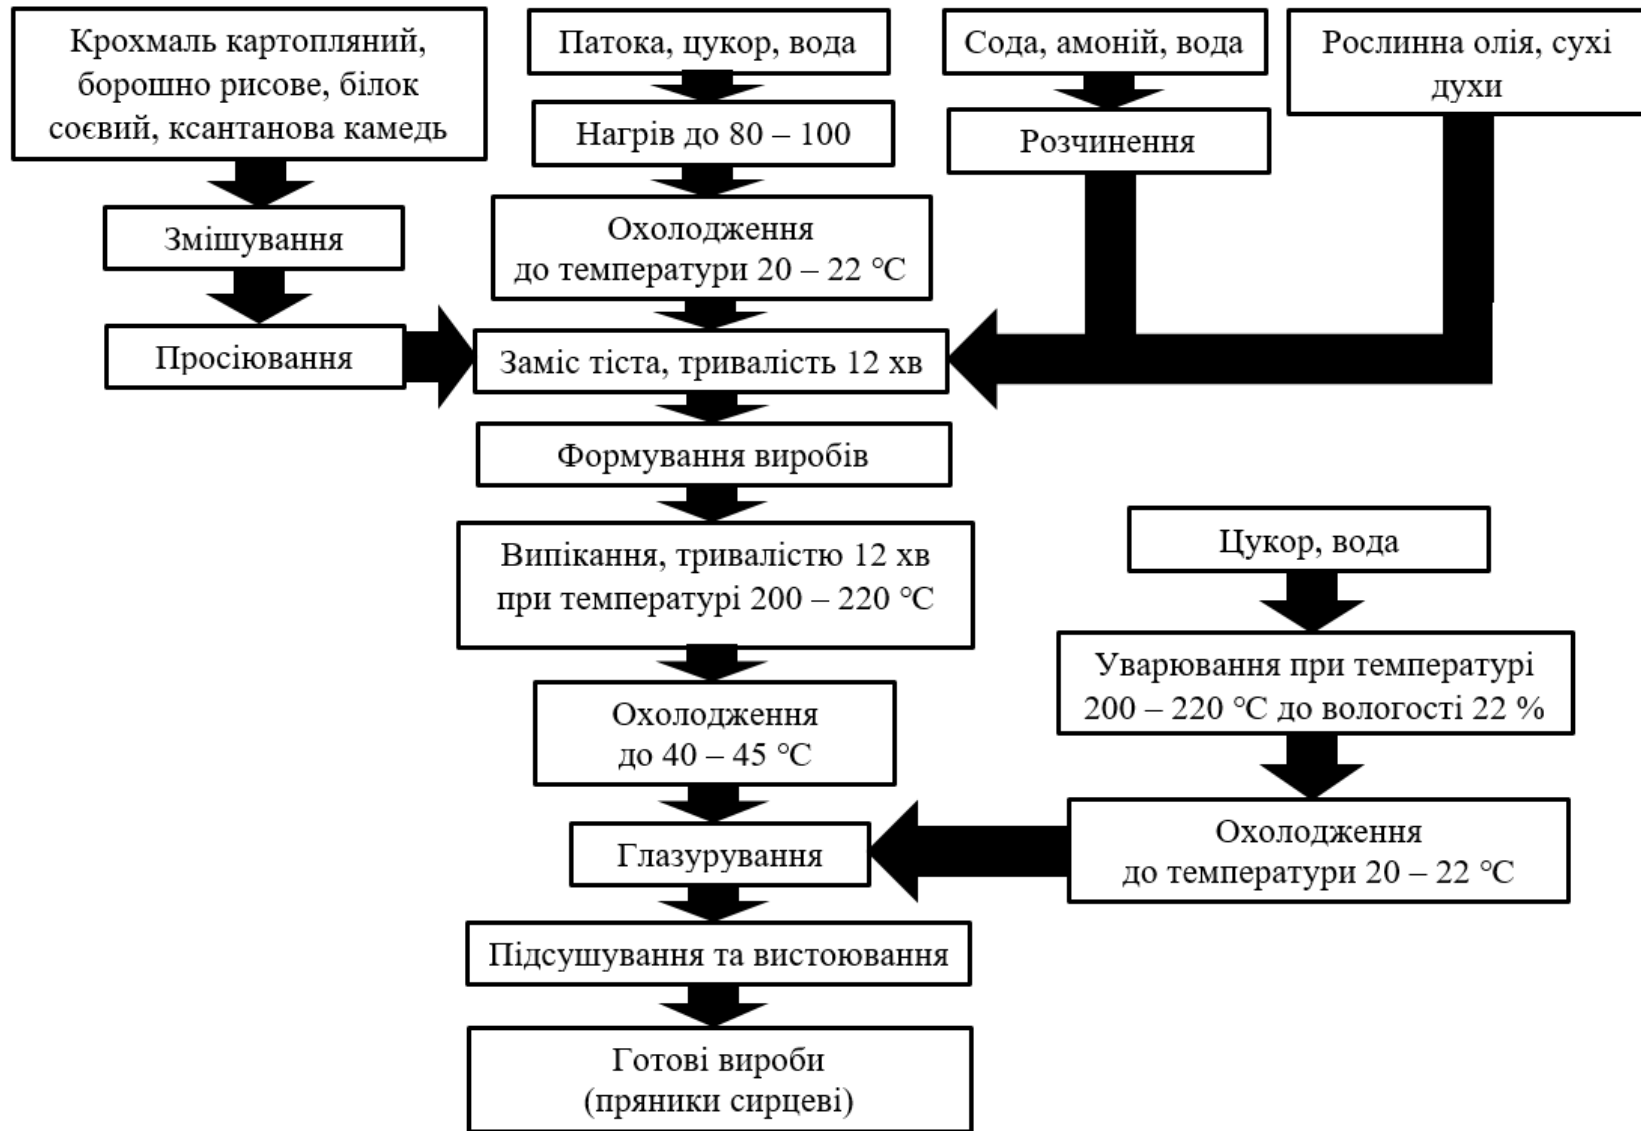 Крохмаль картопляний,
борошно рисове, білок
соєвий, ксантанова камедь
Патока, цукор, вода
Сода, амоній, вода
Рослинна олія, сухі
духи
Нагрів до 80 – 100
Розчинення
Змішування
Охолодження
до температури 20 – 22 °С
Просіювання
Заміс тіста, тривалість 12 хв
Формування виробів
Випікання, тривалістю 12 хв
при температурі 200 – 220 °С
Цукор, вода
Уварювання при температурі
200 – 220 °С до вологості 22 %
Охолодження
до 40 – 45 °С
Охолодження
до температури 20 – 22 °С
Глазурування
Підсушування та вистоювання
Готові вироби
(пряники сирцеві)